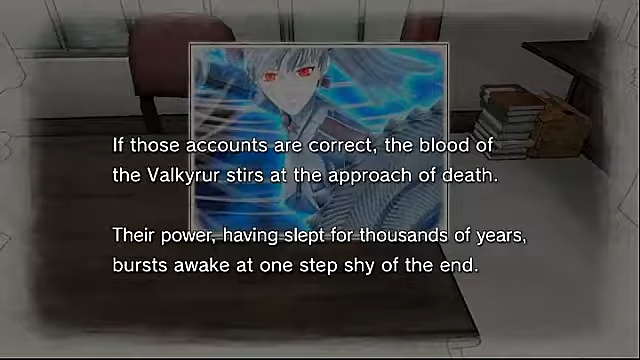 If those accounts are correct, the blood of
the Valkyrur stirs at the approach of death.
Their power, having slept for thousands of years,
bursts awake at one step shy of the end.